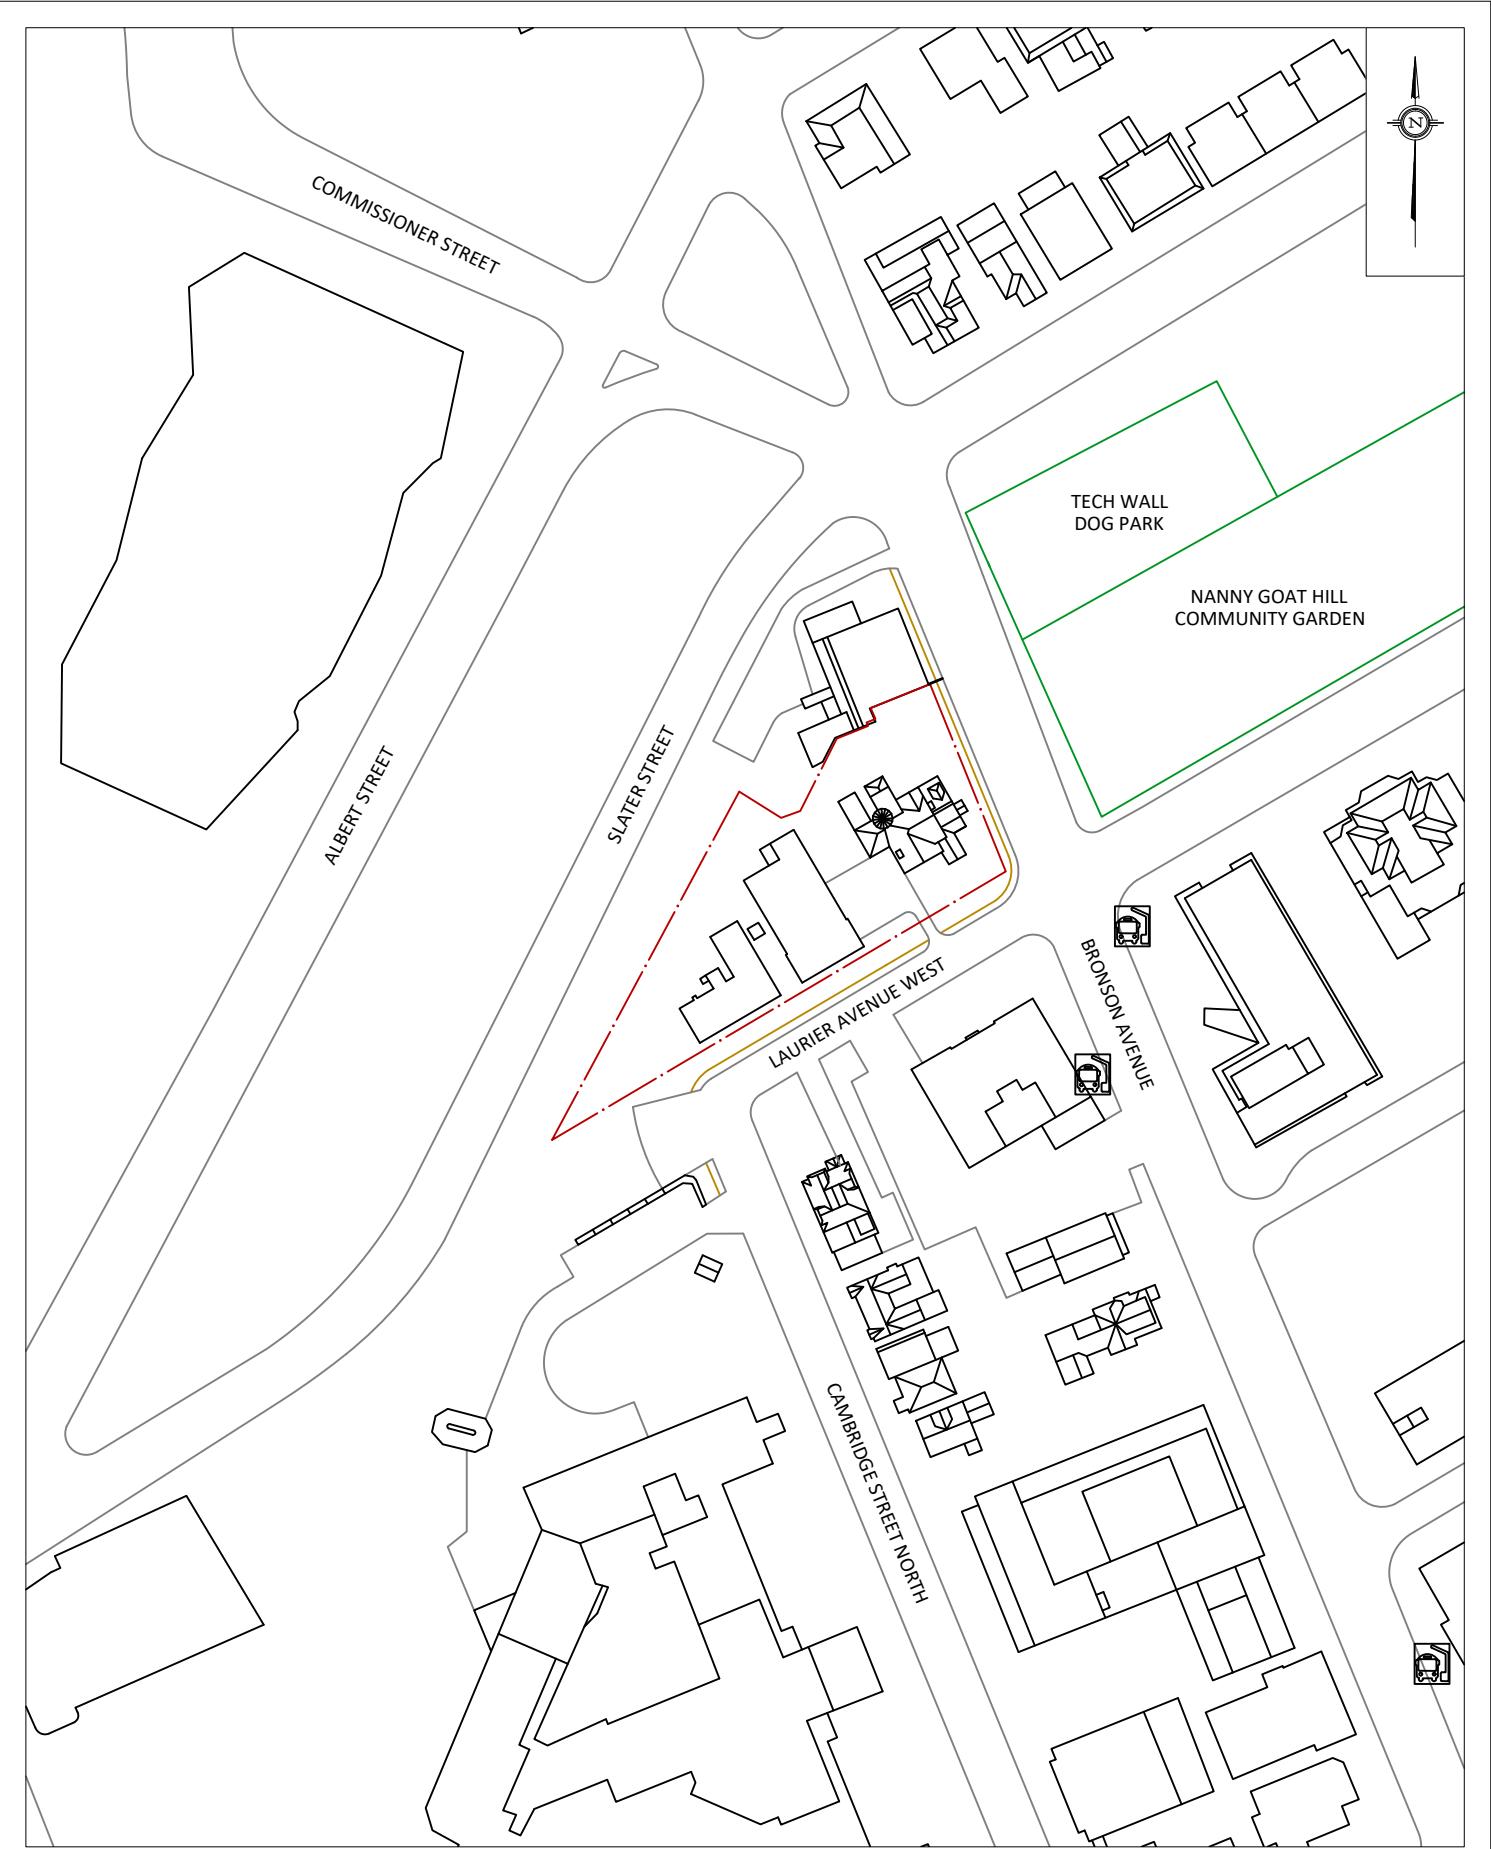 N
COMMISSIONER STREET
TECH WALL
DOG PARK
NANNY GOAT HILL
COMMUNITY GARDEN
ALBERT STREET
SLATER STREET
LAURIER AVENUE WEST
BRONSON AVENUE
CAMBRIDGE STREET NORTH